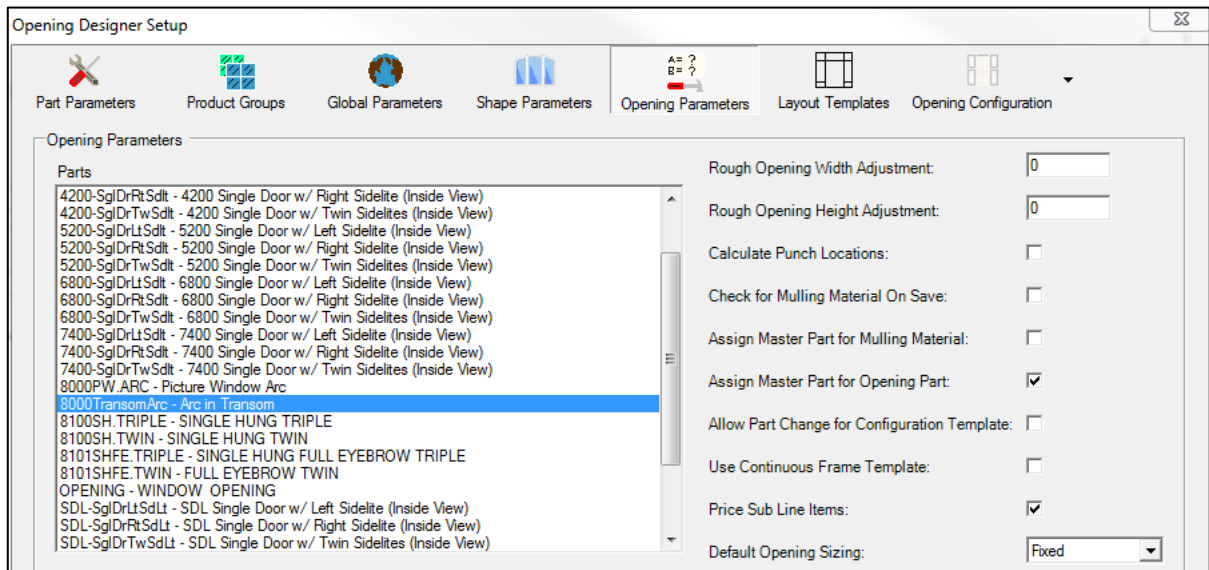 Opening Designer Setup
Part Parameters
Product Groups
Global Parameters
Shape Parameters
A= ?
B= ?
Opening Parameters
Layout Templates
Opening Configuration
Opening Parameters
Parts
4200-SglDrRtSdlt - 4200 Single Door w/ Right Sidelite (Inside View)
4200-SglDrTwSdlt - 4200 Single Door w/ Twin Sidelites (Inside View)
5200-SglDrLtSdlt - 5200 Single Door w/ Left Sidelite (Inside View)
5200-SglDrRtSdlt - 5200 Single Door w/ Right Sidelite (Inside View)
5200-SglDrTwSdlt - 5200 Single Door w/ Twin Sidelites (Inside View)
6800-SglDrLtSdlt - 6800 Single Door w/ Left Sidelite (Inside View)
6800-SglDrRtSdlt - 6800 Single Door w/ Right Sidelite (Inside View)
6800-SglDrTwSdlt - 6800 Single Door w/ Twin Sidelites (Inside View)
7400-SglDrLtSdlt - 7400 Single Door w/ Left Sidelite (Inside View)
7400-SglDrRtSdlt - 7400 Single Door w/ Right Sidelite (Inside View)
7400-SglDrTwSdlt - 7400 Single Door w/ Twin Sidelites (Inside View)
8000PW.ARC - Picture Window Arc
8000TransomArc - Arc in Transom
8100SH.TRIPLE - SINGLE HUNG TRIPLE
8100SH.TWIN - SINGLE HUNG TWIN
8101SHFE.TRIPLE - SINGLE HUNG FULL EYEBROW TRIPLE
8101SHFE.TWIN - FULL EYEBROW TWIN
OPENING - WINDOW OPENING
SDL-SglDrLtSdLt - SDL Single Door w/ Left Sidelite (Inside View)
SDL-SglDrRtSdLt - SDL Single Door w/ Right Sidelite (Inside View)
SDL-SglDrTwSdLt - SDL Single Door w/ Twin Sidelites (Inside View)
Rough Opening Width Adjustment: 0
Rough Opening Height Adjustment: 0
Calculate Punch Locations:
Check for Mulling Material On Save:
Assign Master Part for Mulling Material:
Assign Master Part for Opening Part:
Allow Part Change for Configuration Template:
Use Continuous Frame Template:
Price Sub Line Items:
Default Opening Sizing: Fixed